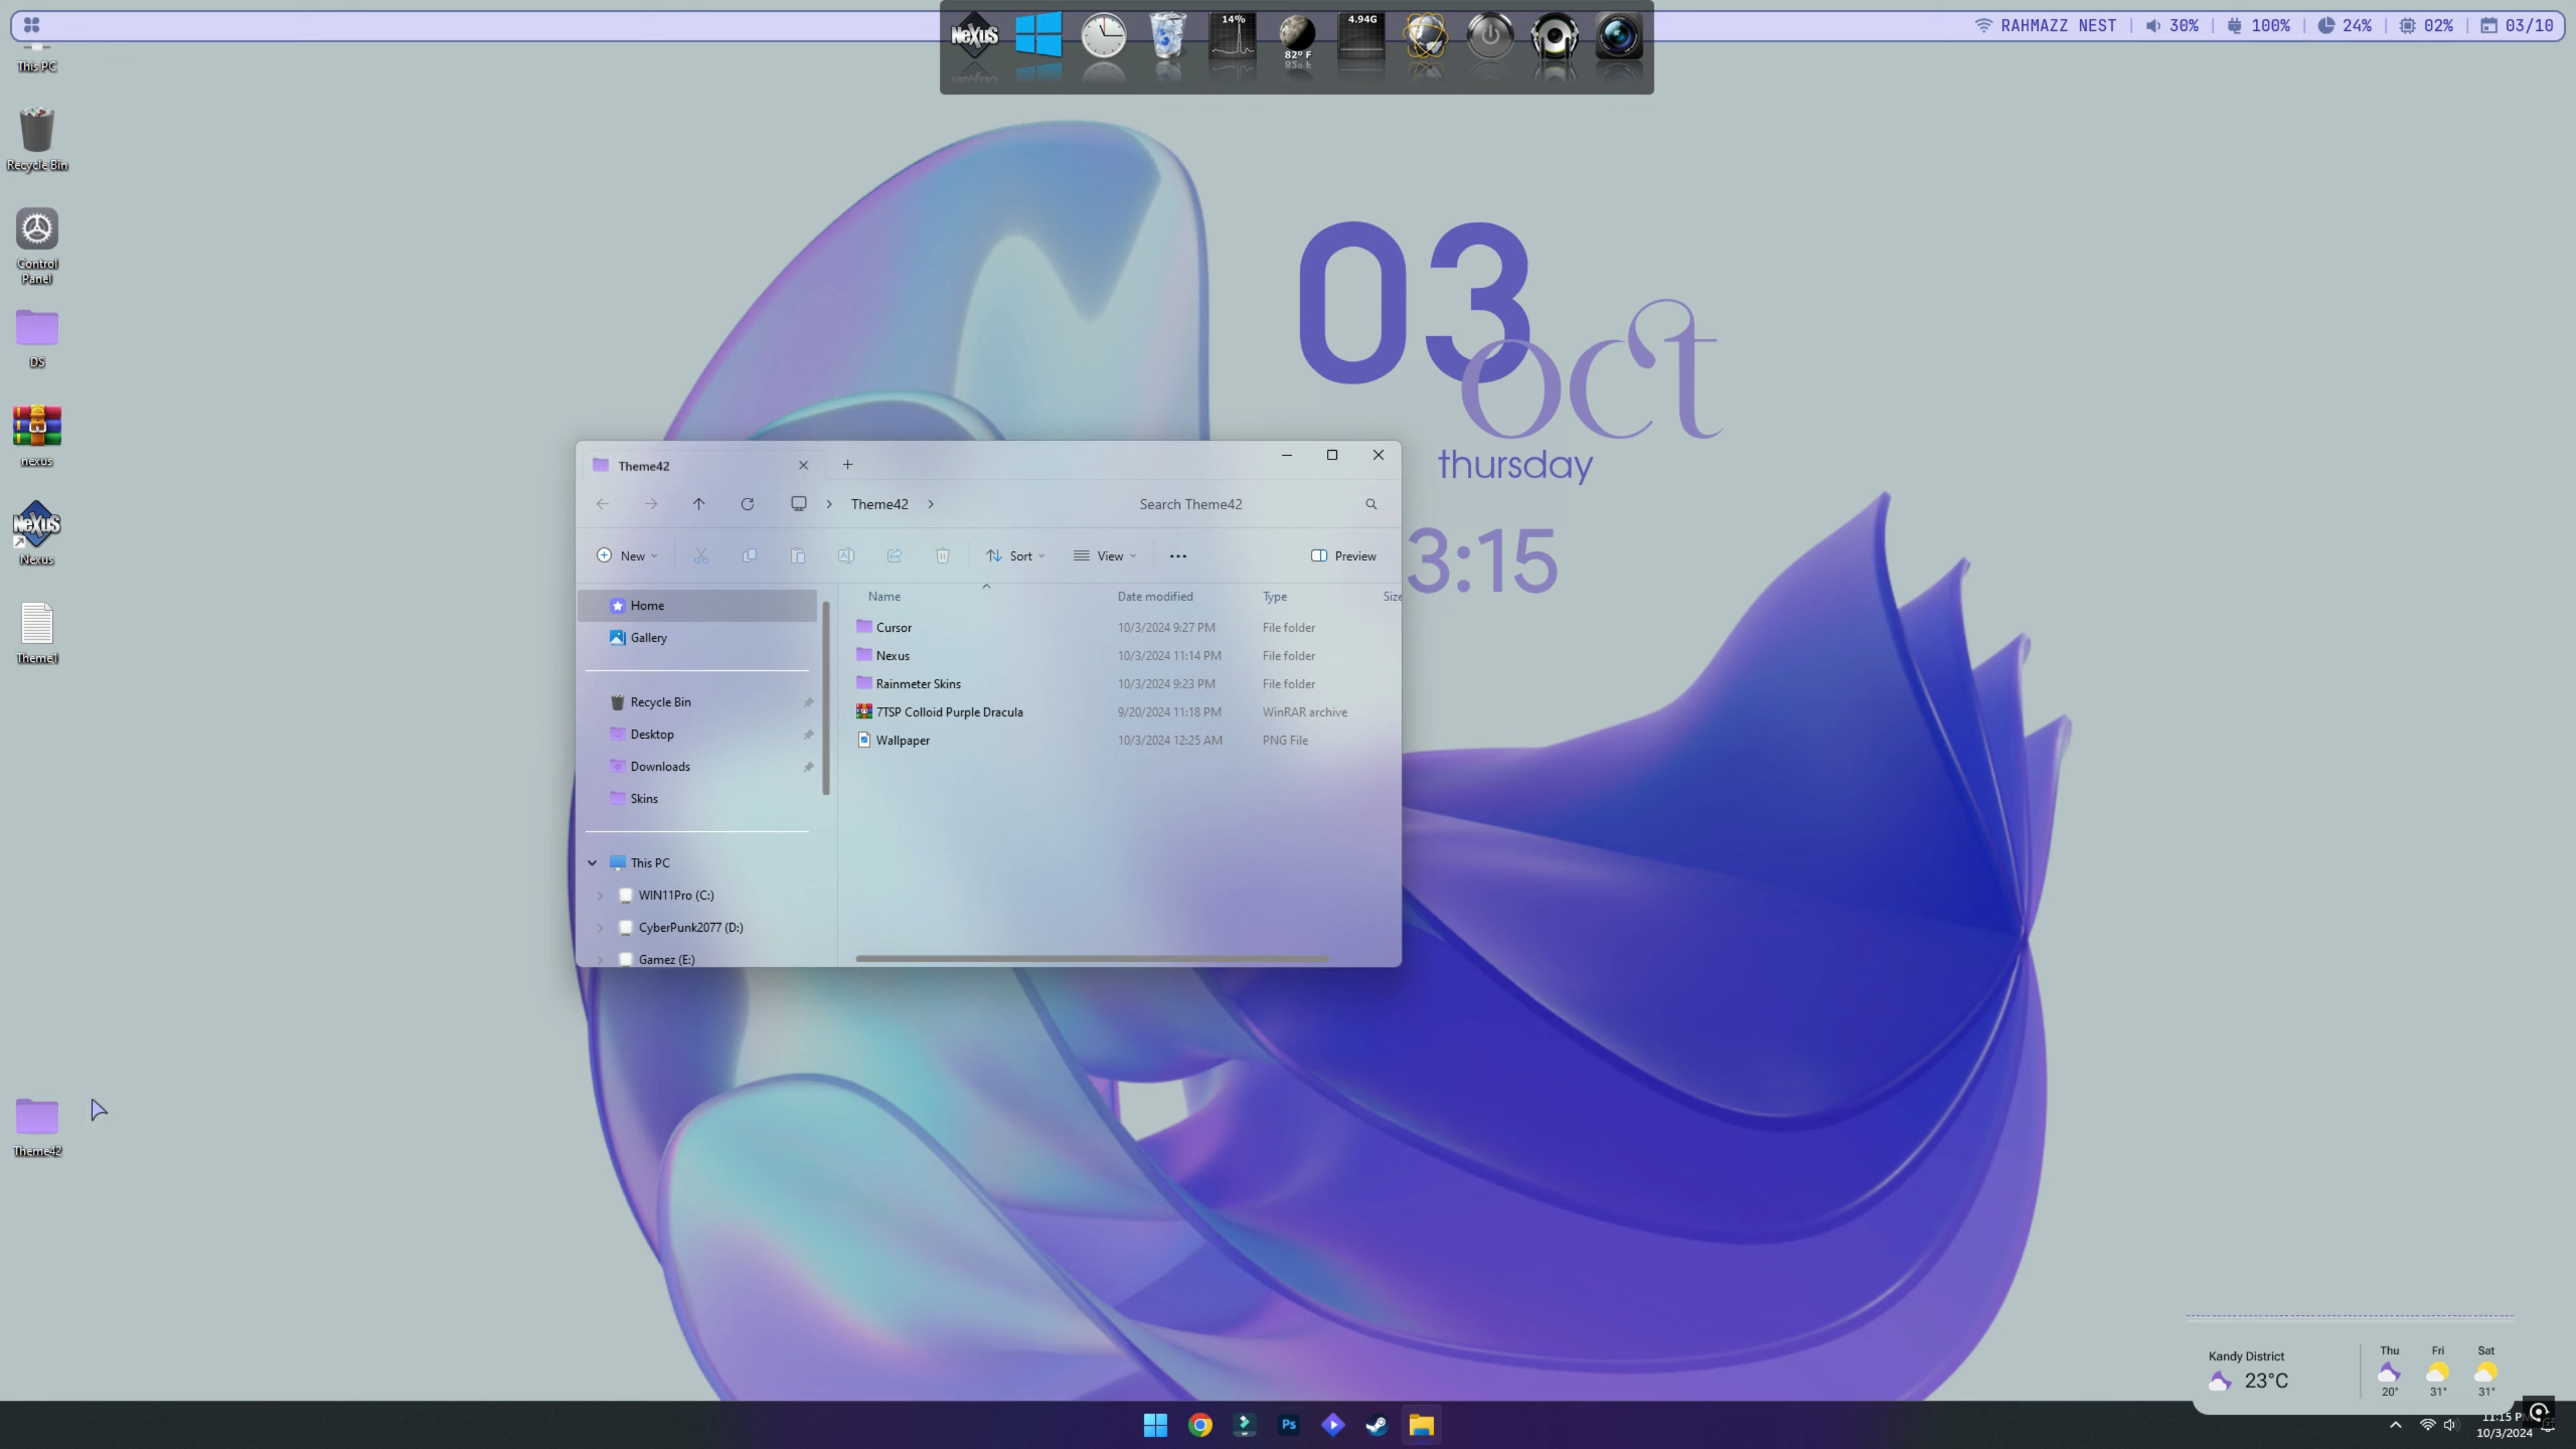 RAHMAZZ NEST | 30% | 100% | 24% | 02% | 03/10
NEXUS
14%
82° F
4.94G
This PC
Recycle Bin
Control
Panel
DS
nexus
NEXUS
Nexus
Theme1
Theme42
03
oct
thursday
3:15
Theme42
Theme42
Search Theme42
New
Sort
View
Preview
Home
Gallery
Recycle Bin
Desktop
Downloads
Skins
This PC
WIN11Pro (C:)
CyberPunk2077 (D:)
Gamez (E:)
Name Date modified Type Size
Cursor 10/3/2024 9:27 PM File folder
Nexus 10/3/2024 11:14 PM File folder
Rainmeter Skins 10/3/2024 9:23 PM File folder
7TSP Colloid Purple Dracula 9/20/2024 11:18 PM WinRAR archive
Wallpaper 10/3/2024 12:25 AM PNG File
Kandy District
23°C
Thu Fri Sat
20° 31° 31°
Ps
11:15 P
10/3/2024